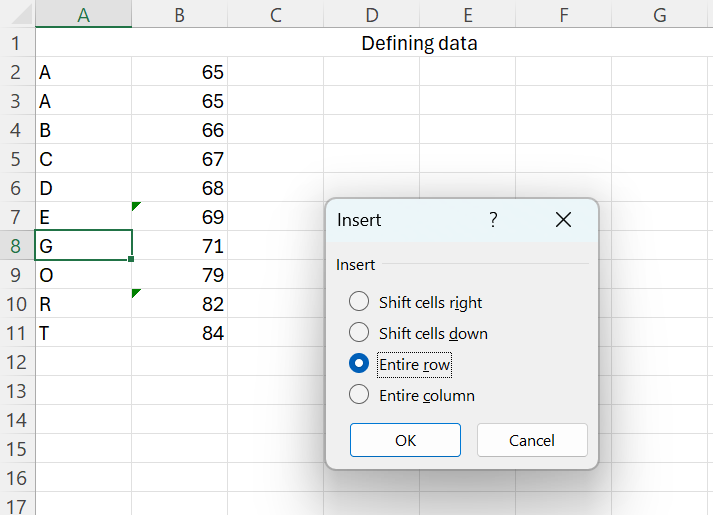 A B C D E F G
1 Defining data
2 A 65
3 A 65
4 B 66
5 C 67
6 D 68
7 E 69
8 G 71
9 O 79
10 R 82
11 T 84
12
13
14
15
16
17
Insert ?
Insert
Shift cells right
Shift cells down
Entire row
Entire column
OK Cancel